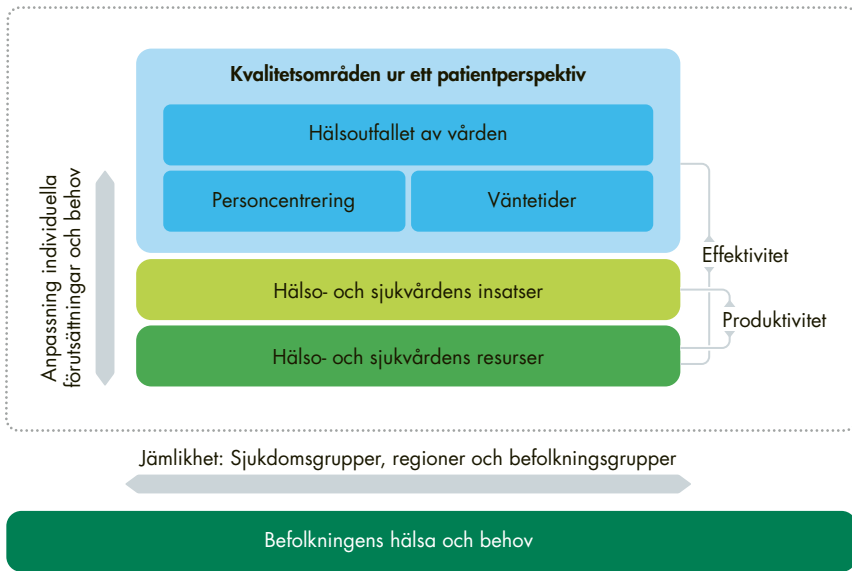 Kvalitetsområden ur ett patientperspektiv
Hälsoutfallet av vården
Personcentrering
Väntetider
Anpassning individuella
förutsättningar och behov
Hälso- och sjukvårdens insatser
Hälso- och sjukvårdens resurser
Effektivitet
Produktivitet
Jämlikhet: Sjukdomsgrupper, regioner och befolkningsgrupper
Befolkningens hälsa och behov